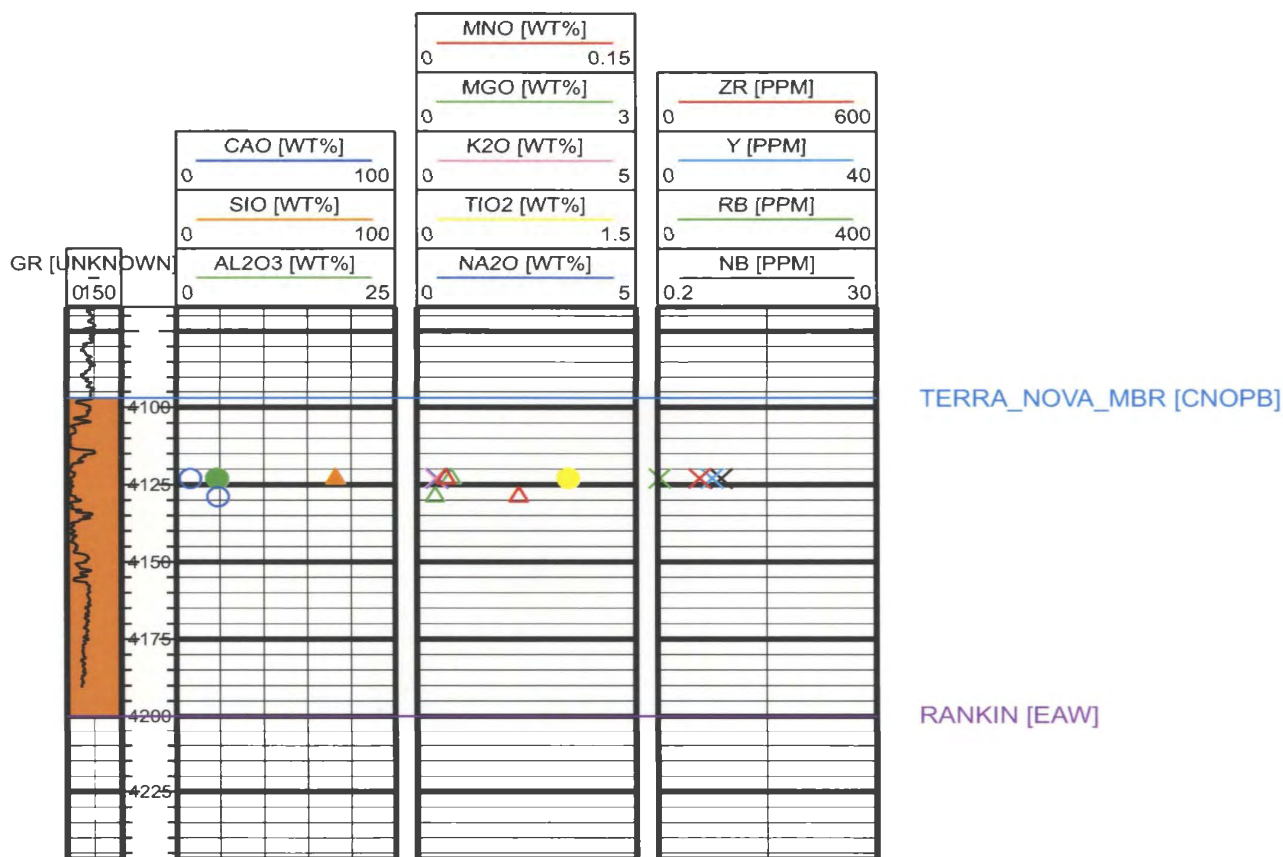 MNO [WT%]
0 0.15
MGO [WT%]
0 3
ZR [PPM]
0 600
CAO [WT%]
0 100
K2O [WT%]
0 5
Y [PPM]
0 40
SIO [WT%]
0 100
TIO2 [WT%]
0 1.5
RB [PPM]
0 400
GR [UNKNOWN]
0150
AL2O3 [WT%]
0 25
NA2O [WT%]
0 5
NB [PPM]
0.2 30
TERRA_NOVA_MBR [CNOPB]
4100
4125
4150
4175
4200
RANKIN [EAW]
4225